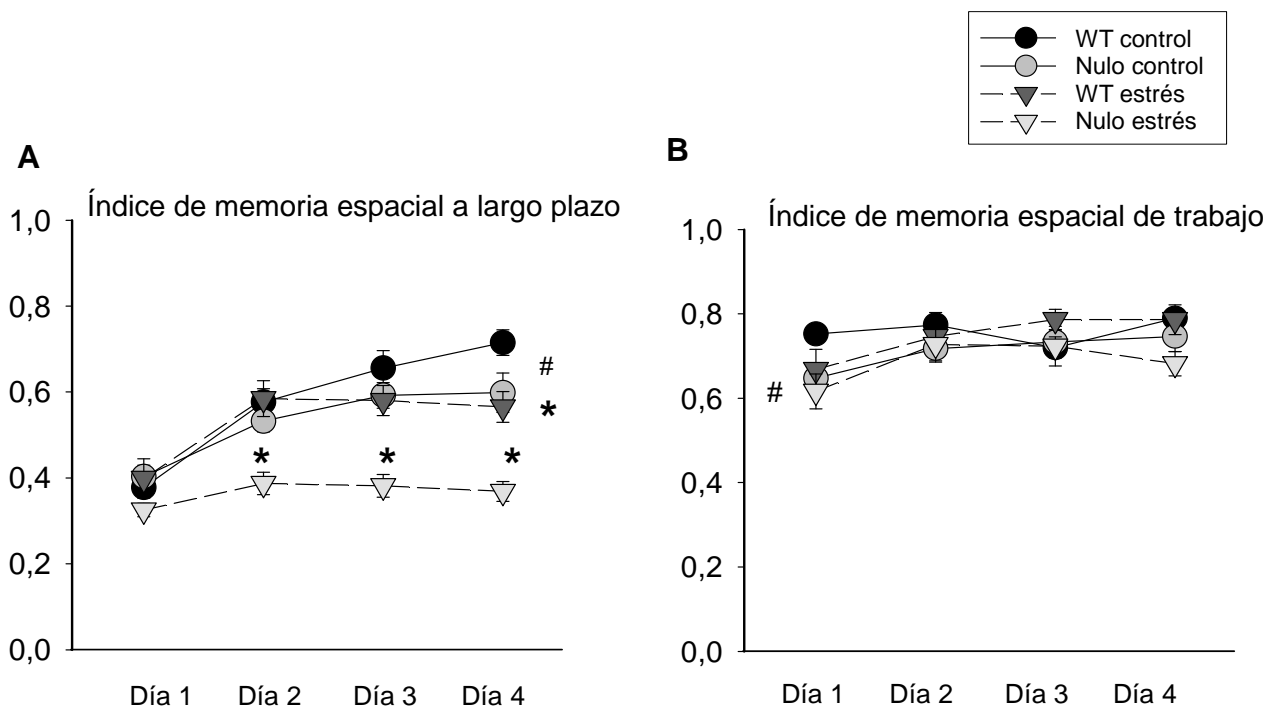 WT control
Nulo control
WT estrés
Nulo estrés
A
Índice de memoria espacial a largo plazo
1,0
0,8
0,6
0,4
0,2
0,0
#
*
* * *
Día 1 Día 2 Día 3 Día 4
B
Índice de memoria espacial de trabajo
1,0
0,8
0,6
0,4
0,2
0,0
#
Día 1 Día 2 Día 3 Día 4